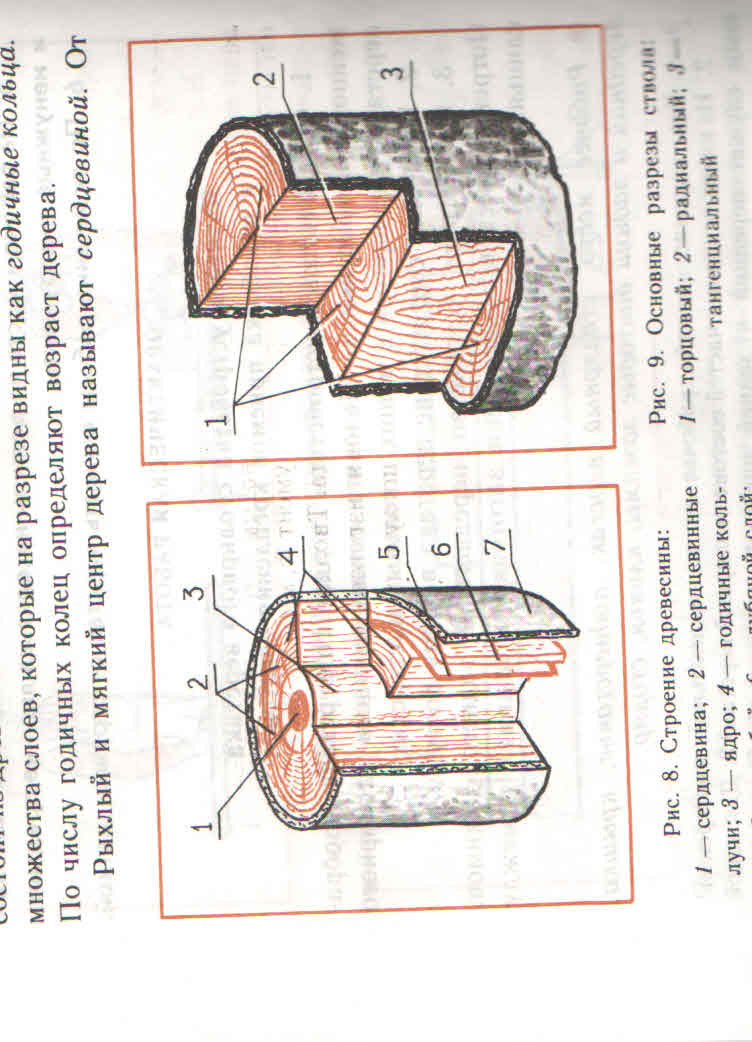 множества слоев, которые на разрезе видны как годичные кольца.
По числу годичных колец определяют возраст дерева.
Рыхлый и мягкий центр дерева называют сердцевиной. От
1
2
3
4
5
6
7
Рис. 8. Строение древесины:
1 — сердцевина; 2 — сердцевинные
лучи; 3 — ядро; 4 — годичные коль-
слой;
1
2
3
Рис. 9. Основные разрезы ствола:
1 — торцовый; 2 — радиальный; 3 —
тангенциальный